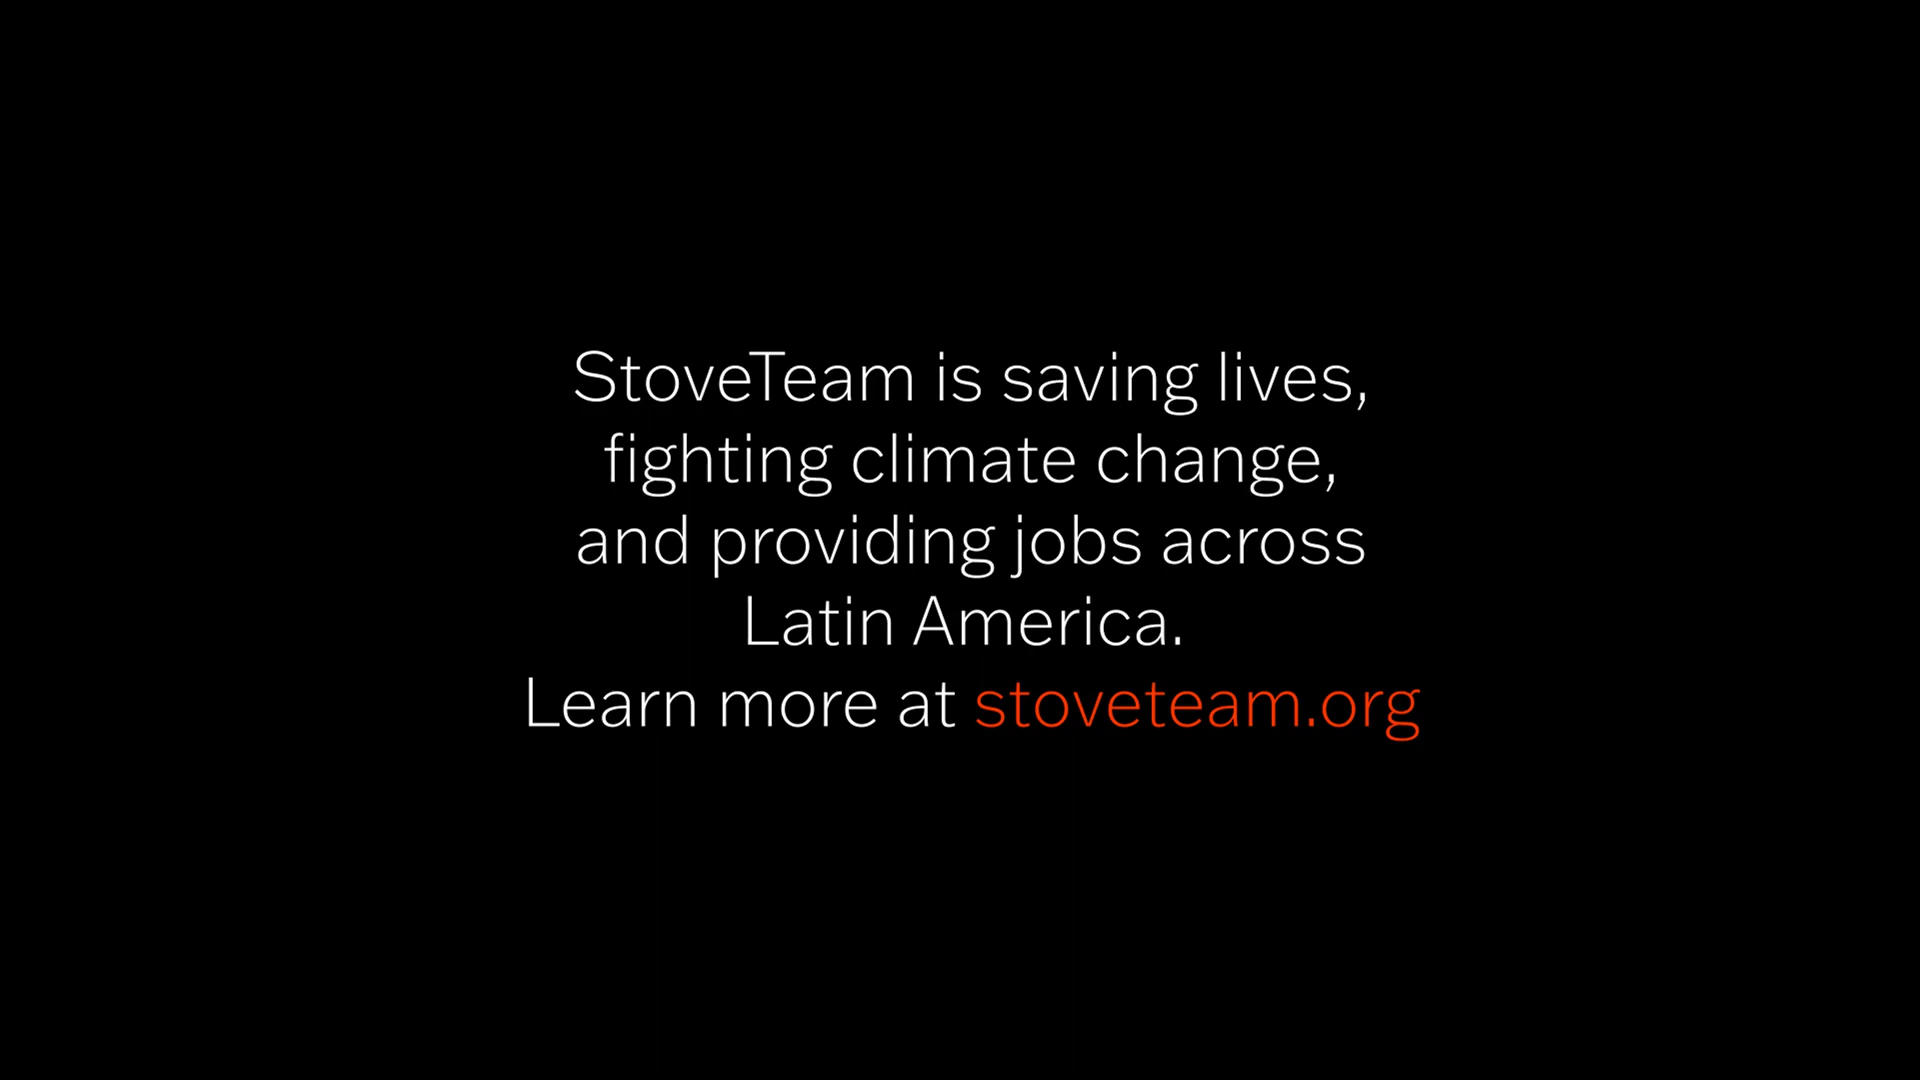 StoveTeam is saving lives,
fighting climate change,
and providing jobs across
Latin America.
Learn more at stoveteam.org